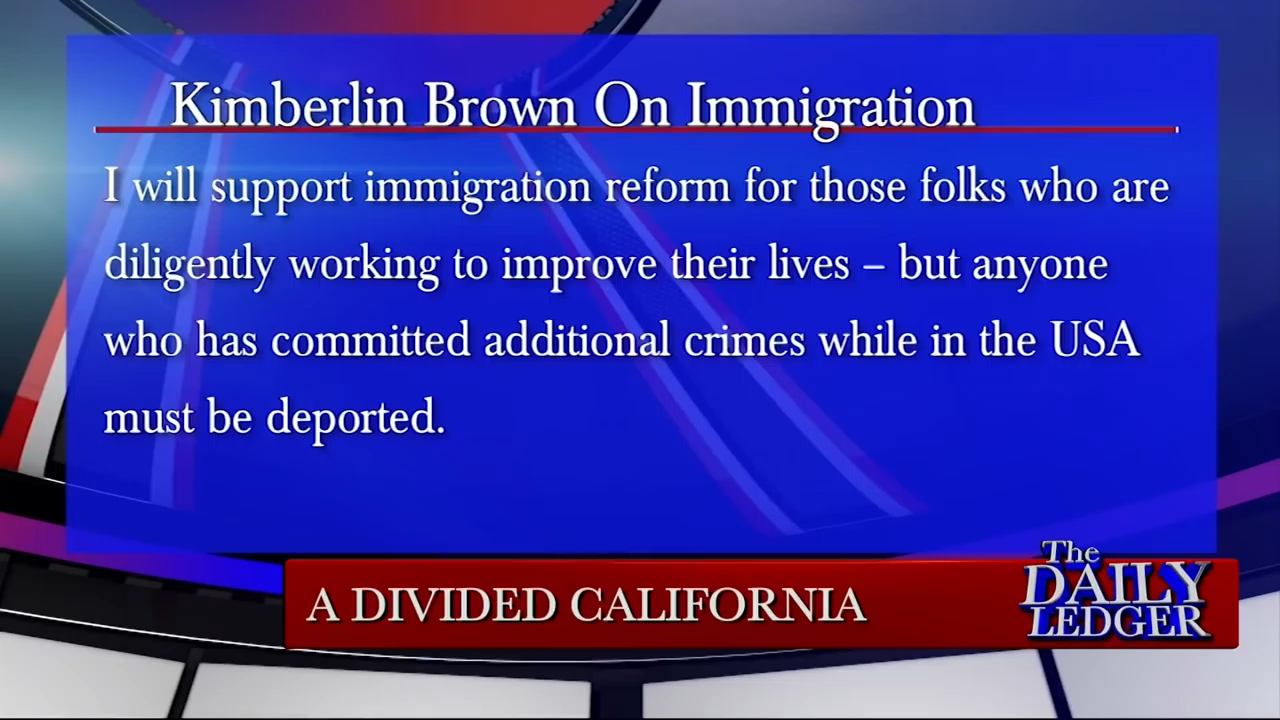 Kimberlin Brown On Immigration
I will support immigration reform for those folks who are
diligently working to improve their lives – but anyone
who has committed additional crimes while in the USA
must be deported.
A DIVIDED CALIFORNIA
The
DAILY
LEDGER